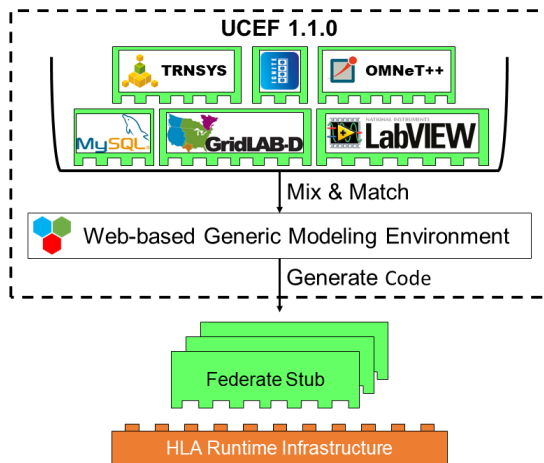 UCEF 1.1.0
TRNSYS
IGNITE
OMNeT++
MySQL
GridLAB-D
NATIONAL INSTRUMENTS
LabVIEW
Mix & Match
Web-based Generic Modeling Environment
Generate Code
Federate Stub
HLA Runtime Infrastructure